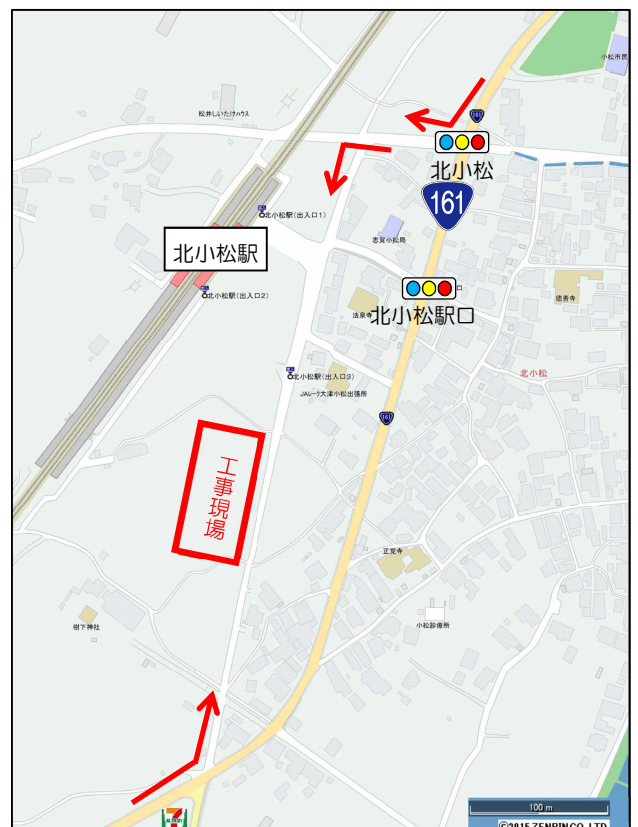 小松市民
161
松井しいたけハウス
北小松
161
北小松駅(出入口1)
志賀小松局
北小松駅
北小松駅(出入口2)
徳善寺
法泉寺
北小松駅口
北小松駅(出入口3)
北小松
JAレーク大津小松出張所
161
工事現場
正覚寺
樹下神社
小松診療所
100 m
©2015 ZENRIN CO., LTD